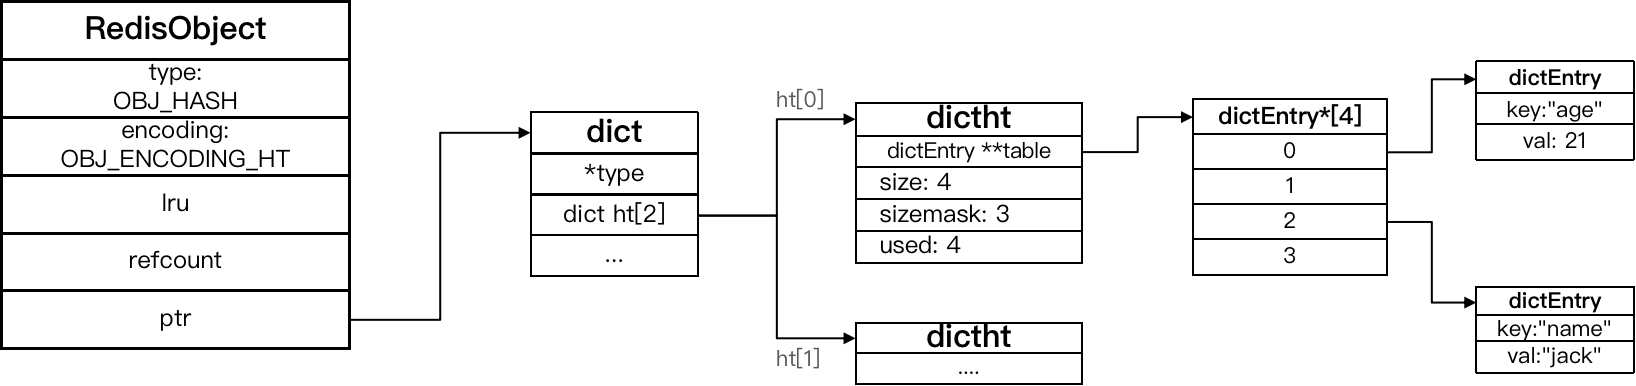 RedisObject
type:
OBJ_HASH
encoding:
OBJ_ENCODING_HT
lru
refcount
ptr
dict
*type
dict ht[2]
...
ht[0]
dictht
dictEntry **table
size: 4
sizemask: 3
used: 4
ht[1]
dictht
....
dictEntry*[4]
0
1
2
3
dictEntry
key:"age"
val: 21
dictEntry
key:"name"
val:"jack"